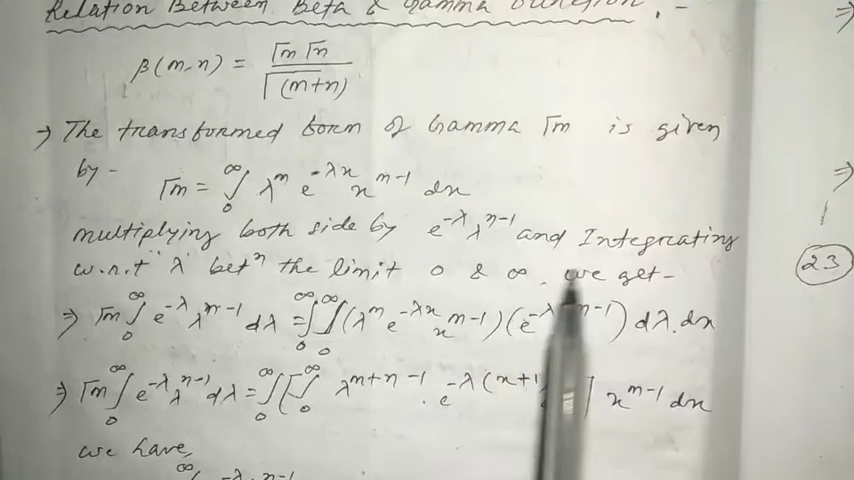 Relation Between Beta & Gamma Function : -
β(m,n) = Γm Γn / Γ(m+n)
→ The transformed form of Gamma Γm is given
by -
Γm = ∫₀^∞ λ^m e^(-λx) x^(m-1) dx
multiplying both side by e^(-λ) λ^(n-1) and Integrating
w.r.t "λ" betⁿ the limit 0 & ∞. we get -
⇒ Γm ∫₀^∞ e^(-λ) λ^(n-1) dλ = ∫₀^∞ ∫₀^∞ (λ^m e^(-λx) x^(m-1)) (e^(-λ) n-1) dλ.dx
⇒ Γm ∫₀^∞ e^(-λ) λ^(n-1) dλ = ∫₀^∞ [∫₀^∞ λ^(m+n-1) . e^(-λ(x+1 ] x^(m-1) dx
we have,
∞ -λ n-1
⇒
⇒
23